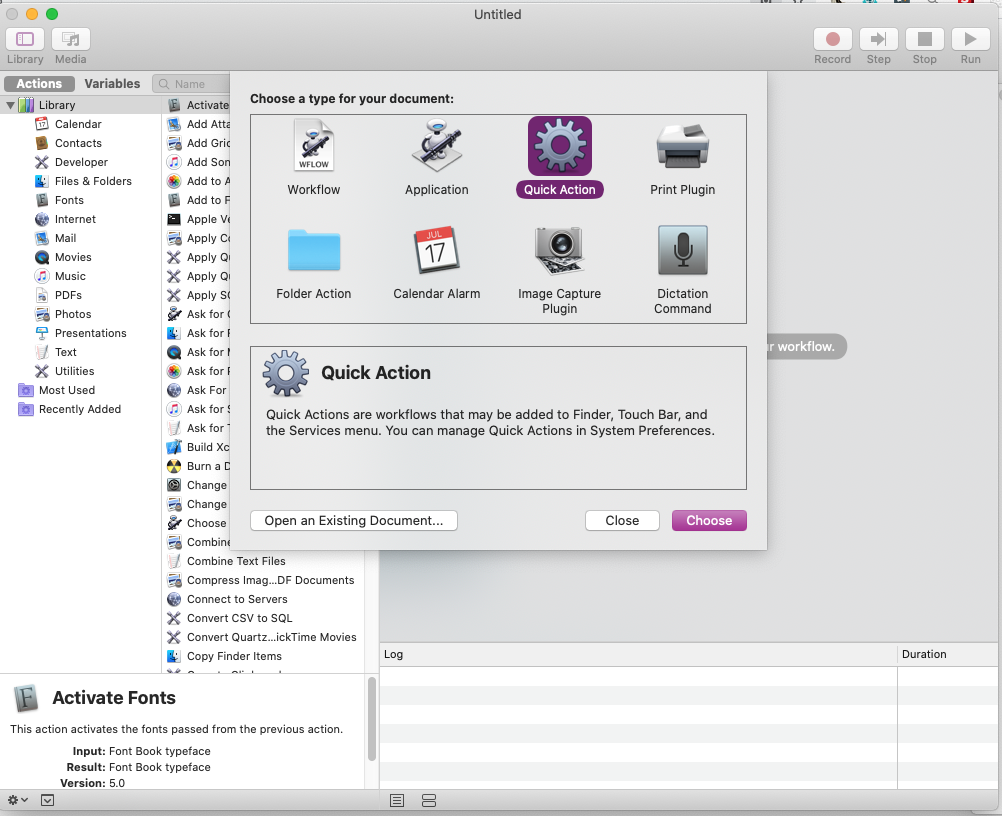 Untitled
Library
Media
Record
Step
Stop
Run
Actions
Variables
Name
Library
Calendar
Contacts
Developer
Files & Folders
Fonts
Internet
Mail
Movies
Music
PDFs
Photos
Presentations
Text
Utilities
Most Used
Recently Added
Activate
Add Atta
Add Grid
Add Son
Add to A
Add to F
Apple Ve
Apply Co
Apply Qu
Apply Qu
Apply SQ
Ask for C
Ask for F
Ask for M
Ask for P
Ask For
Ask for S
Ask for T
Build Xc
Burn a D
Change
Change
Choose
Combine
Combine Text Files
Compress Imag...DF Documents
Connect to Servers
Convert CSV to SQL
Convert Quartz...ickTime Movies
Copy Finder Items
Choose a type for your document:
WFLOW
Workflow
Application
Quick Action
Print Plugin
Folder Action
JUL
17
Calendar Alarm
Image Capture
Plugin
Dictation
Command
ur workflow.
Quick Action
Quick Actions are workflows that may be added to Finder, Touch Bar, and
the Services menu. You can manage Quick Actions in System Preferences.
Open an Existing Document...
Close
Choose
Log
Duration
Activate Fonts
This action activates the fonts passed from the previous action.
Input: Font Book typeface
Result: Font Book typeface
Version: 5.0